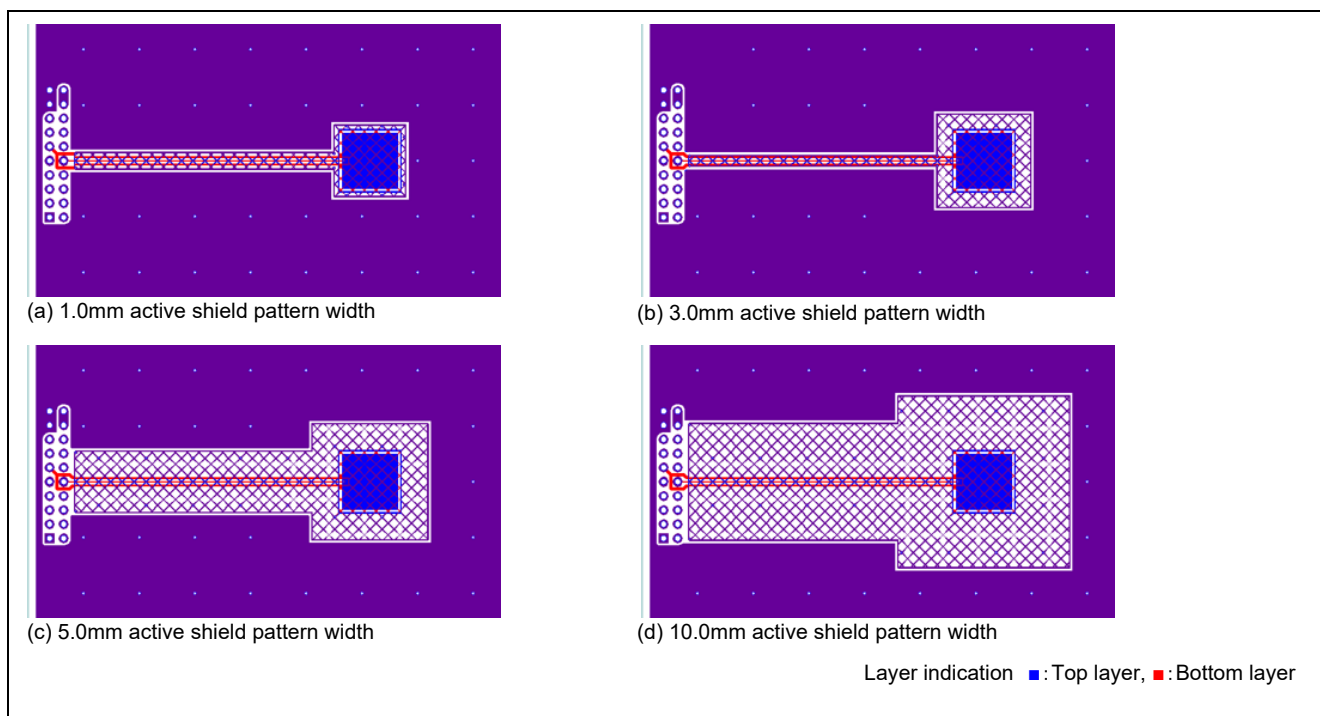 (a) 1.0mm active shield pattern width
(b) 3.0mm active shield pattern width
(c) 5.0mm active shield pattern width
(d) 10.0mm active shield pattern width
Layer indication ■:Top layer, ■:Bottom layer